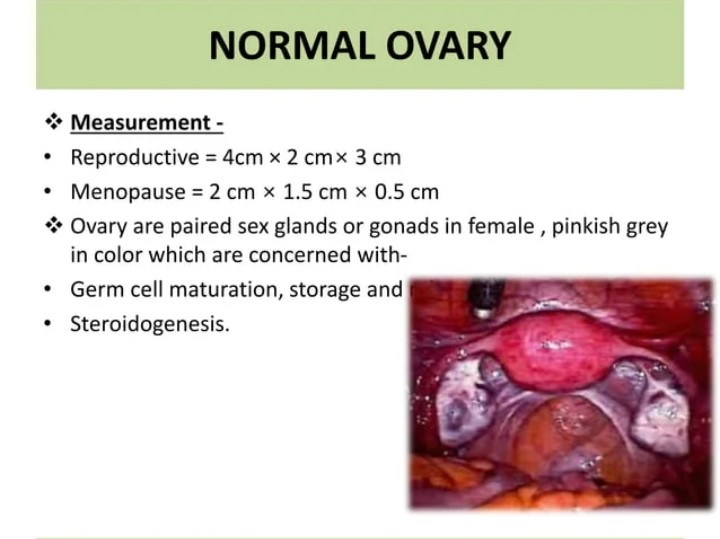 NORMAL OVARY
❖ Measurement -
• Reproductive = 4cm × 2 cm× 3 cm
• Menopause = 2 cm × 1.5 cm × 0.5 cm
❖ Ovary are paired sex glands or gonads in female , pinkish grey
in color which are concerned with-
• Germ cell maturation, storage and
• Steroidogenesis.